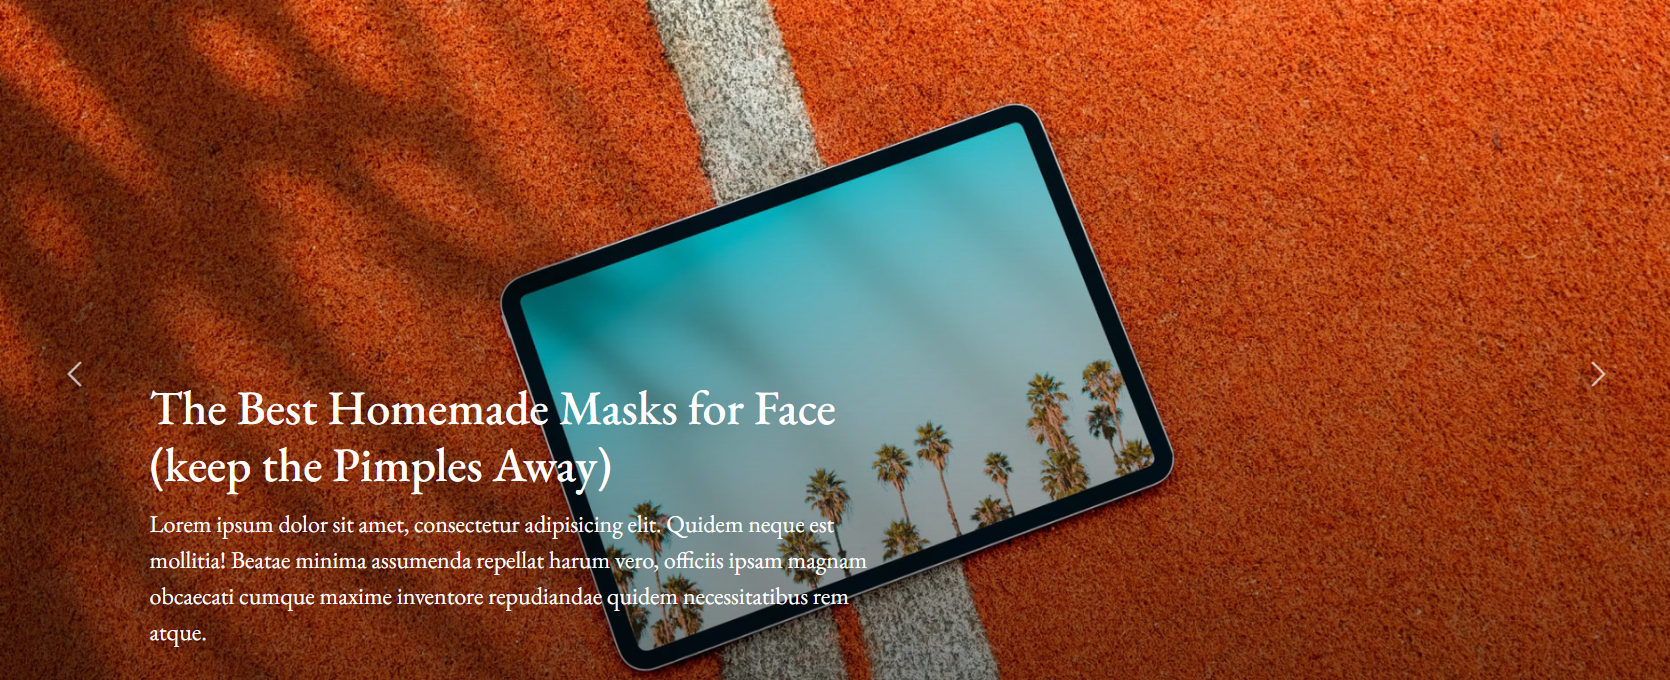 The Best Homemade Masks for Face
(keep the Pimples Away)
Lorem ipsum dolor sit amet, consectetur adipisicing elit. Quidem neque est
mollitia! Beatae minima assumenda repellat harum vero, officiis ipsam magnam
obcaecati cumque maxime inventore repudiandae quidem necessitatibus rem
atque.